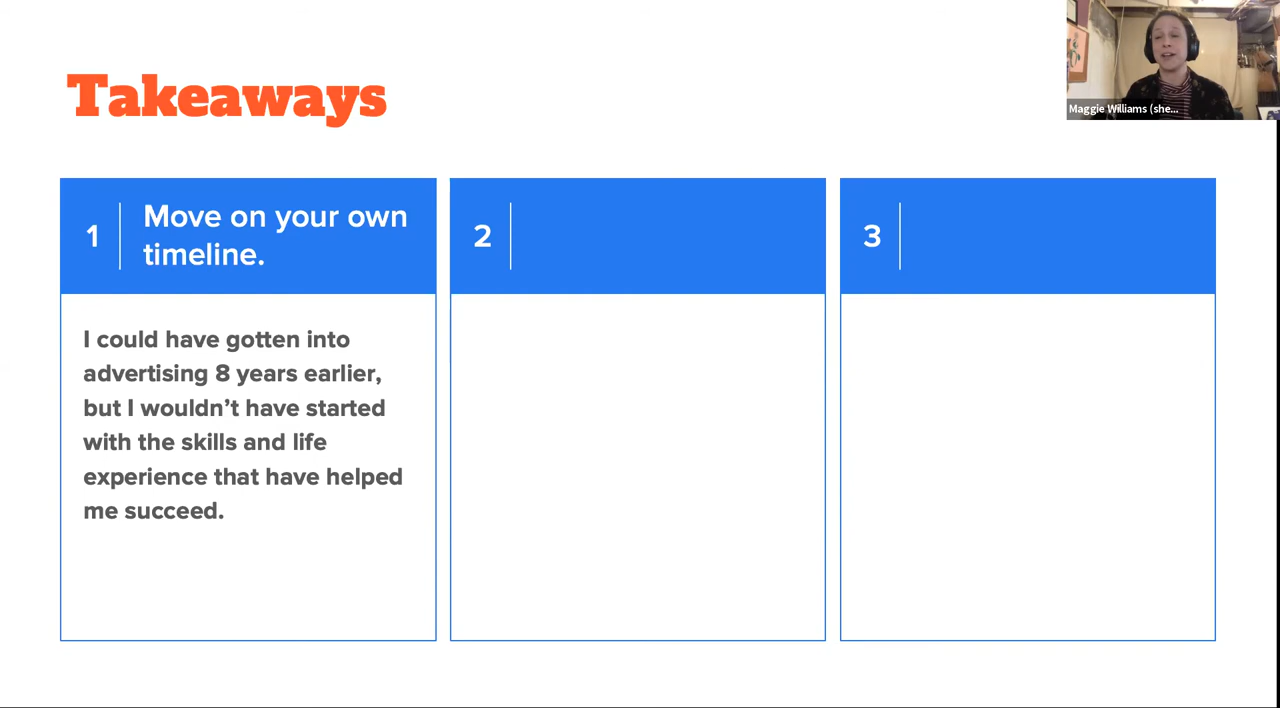 Takeaways
Maggie Williams (she...
1
Move on your own
timeline.
I could have gotten into
advertising 8 years earlier,
but I wouldn’t have started
with the skills and life
experience that have helped
me succeed.
2
3